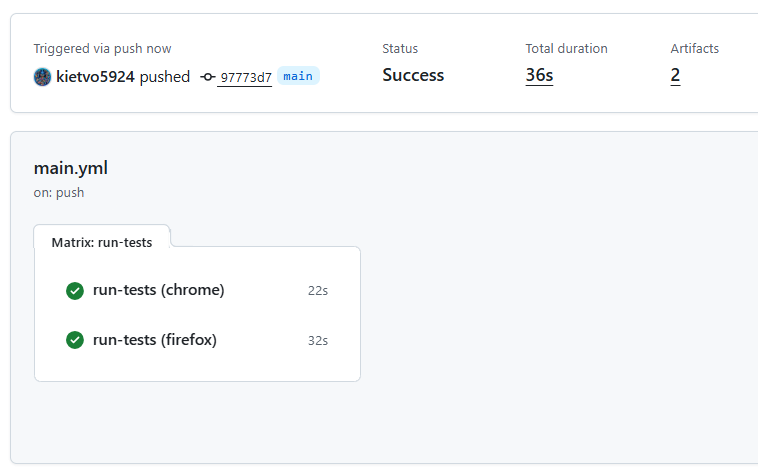 Triggered via push now
Status
Total duration
Artifacts
kietvo5924 pushed 97773d7 main
Success
36s
2
main.yml
on: push
Matrix: run-tests
run-tests (chrome) 22s
run-tests (firefox) 32s